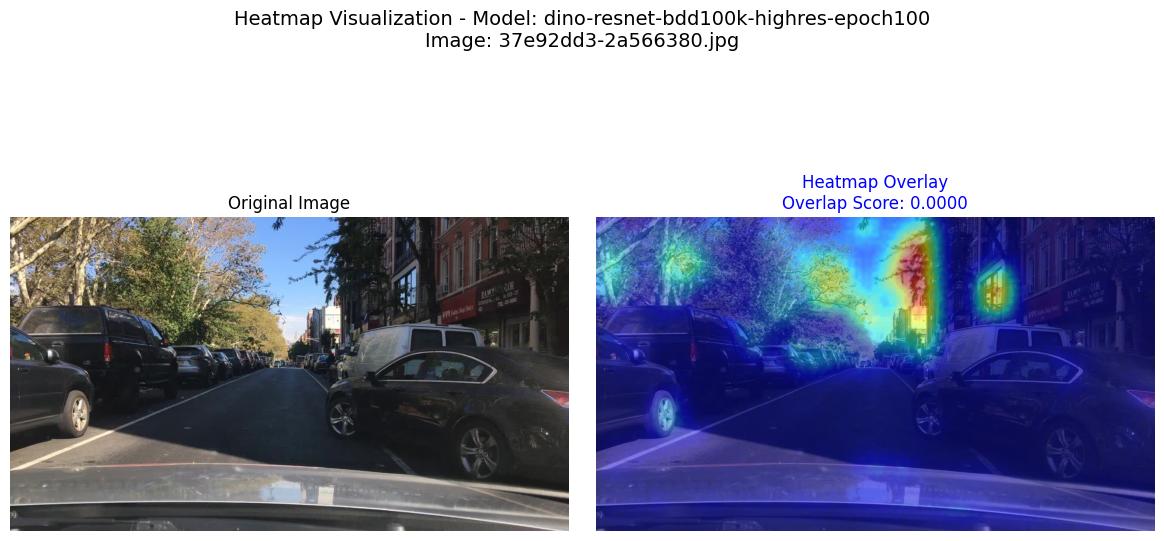 Heatmap Visualization - Model: dino-resnet-bdd100k-highres-epoch100
Image: 37e92dd3-2a566380.jpg
Original Image
Heatmap Overlay
Overlap Score: 0.0000